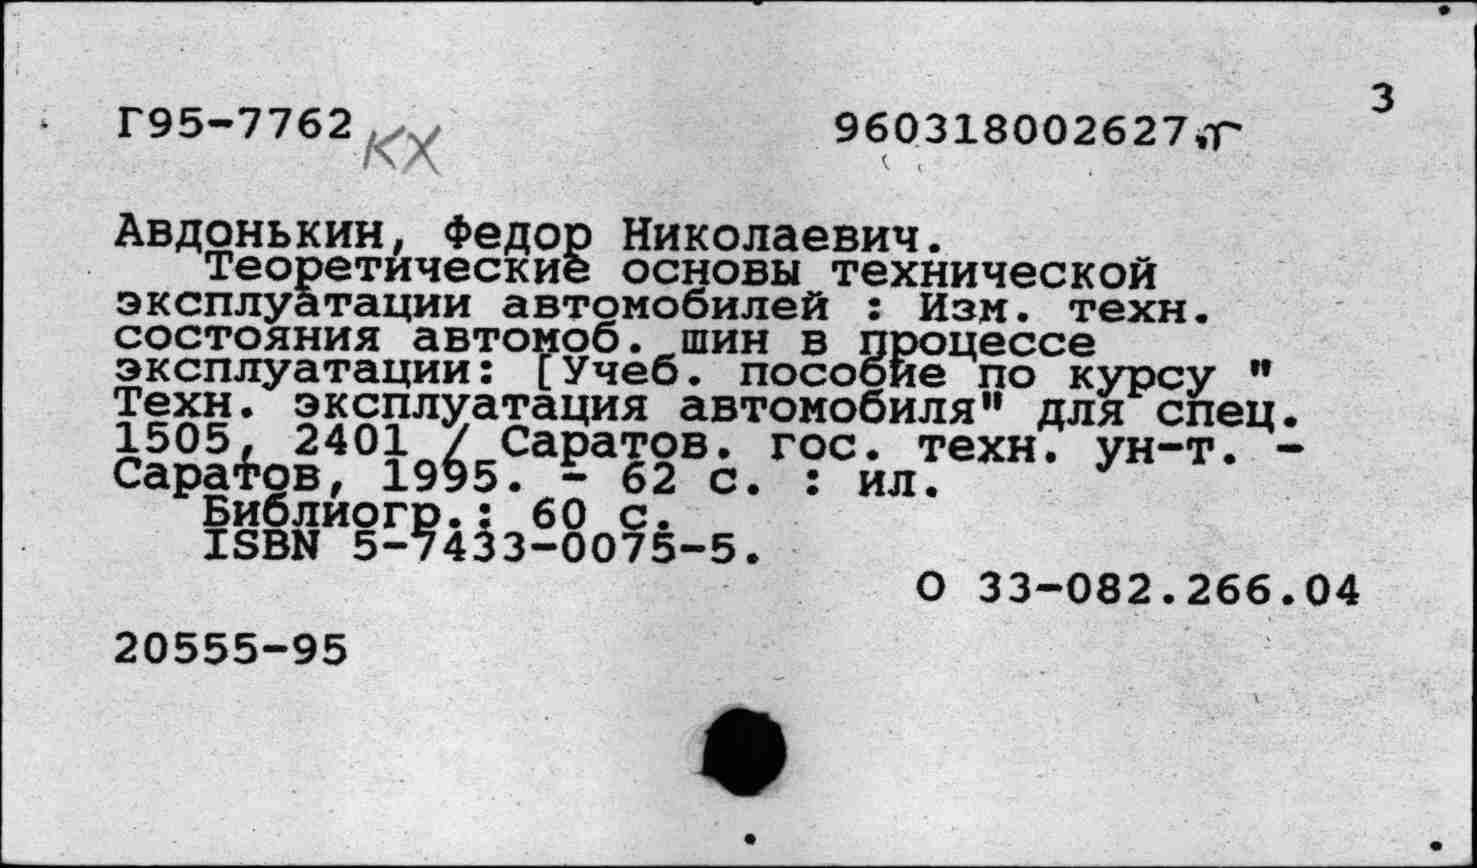 3
Г95-7762 КХ 960318002627
Авдонькин, Федор Николаевич.
Теоретические основы технической
эксплуатации автомобилей : Изм. техн.
состояния автомоб. шин в процессе
эксплуатации: [Учеб. пособие по курсу "
Техн. эксплуатация автомобиля" для спец.
1505, 2401 / Саратов. гос. техн. ун-т. -
Саратов, 1995. - 62 с. : ил.
Библиогр.: 60 с.
ISBN 5-7433-0075-5.
О 33-082.266.04
20555-95